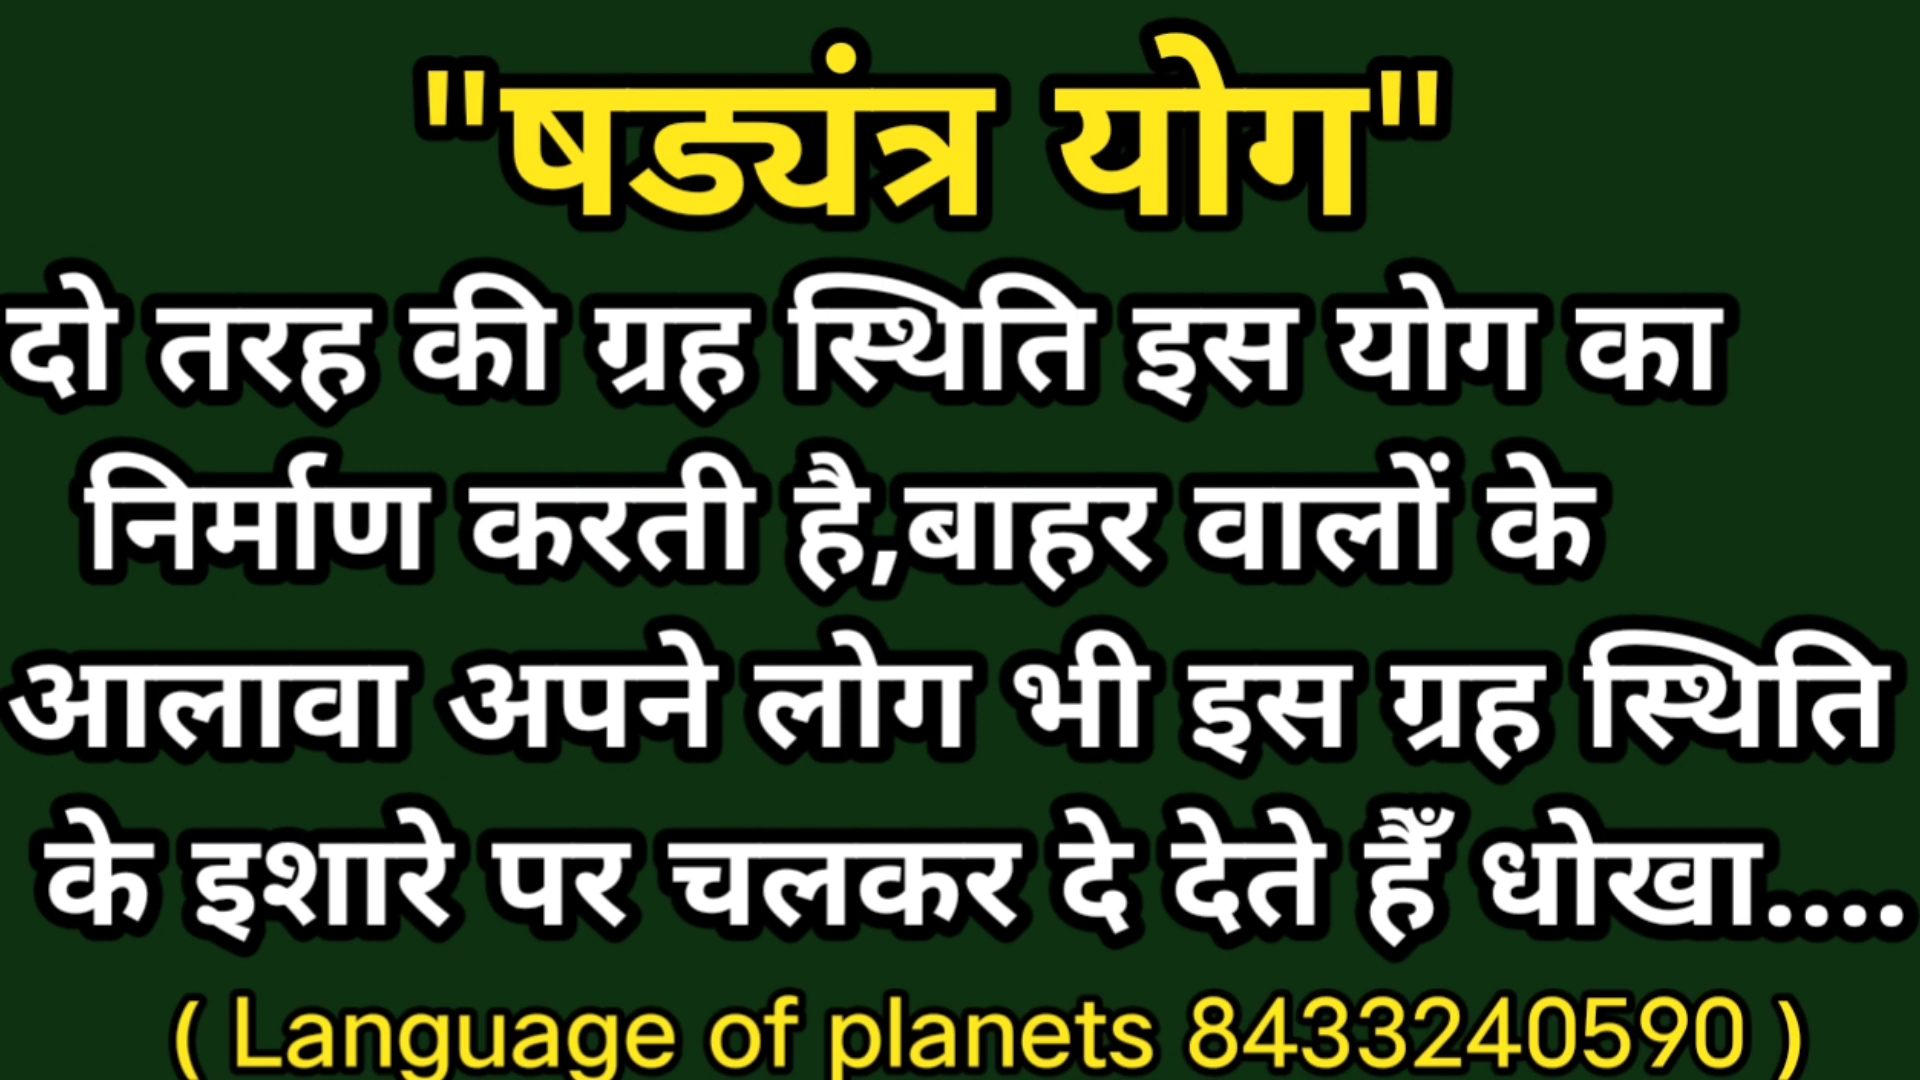 "षड्यंत्र योग"
दो तरह की ग्रह स्थिति इस योग का
निर्माण करती है,बाहर वालों के
आलावा अपने लोग भी इस ग्रह स्थिति
के इशारे पर चलकर दे देते हैँ धोखा....
( Language of planets 8433240590 )